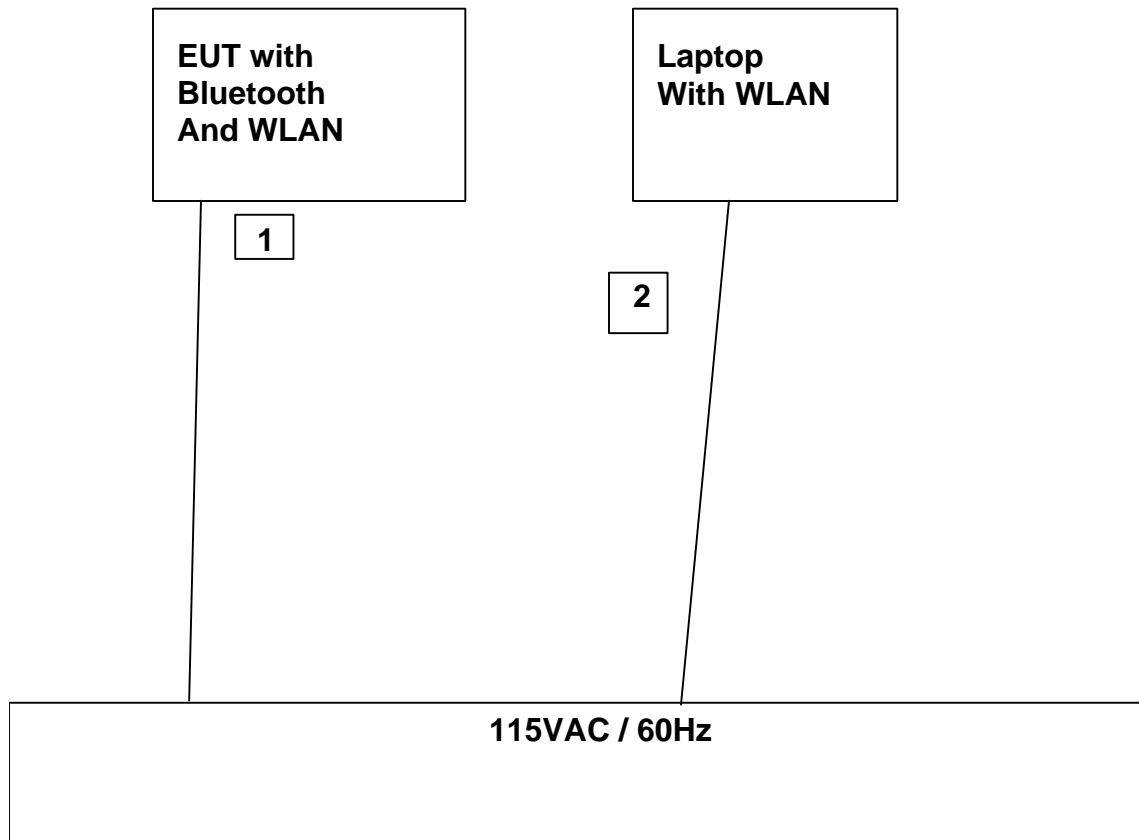 EUT with
Bluetooth
And WLAN
Laptop
With WLAN
1
2
115VAC / 60Hz